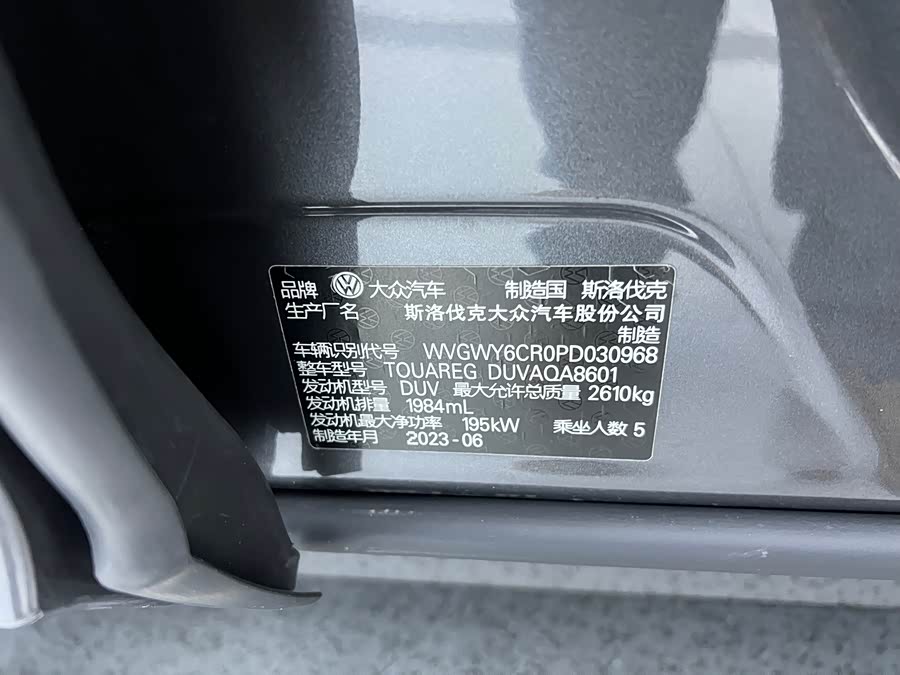 品牌 大众汽车 制造国 斯洛伐克
生产厂名 斯洛伐克大众汽车股份公司
制造
车辆识别代号 WVGWY6CR0PD030968
整车型号 TOUAREG DUVAQA8601
发动机型号 DUV 最大允许总质量 2610kg
发动机排量 1984mL
发动机最大净功率 195kW 乘坐人数 5
制造年月 2023-06